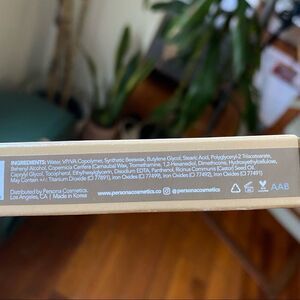 INGREDIENTS: Water, VP/VA Copolymer, Synthetic Beeswax, Butylene Glycol, Stearic Acid, Polyglyceryl-2 Triisostearate,
Behenyl Alcohol, Copernicia Cerifera (Carnauba) Wax, Tromethamine, 1,2-Hexanediol, Dimethicone, Hydroxyethylcellulose,
Caprylyl Glycol, Tocopherol, Ethylhexylglycerin, Disodium EDTA, Panthenol, Ricinus Communis (Castor) Seed Oil,
May Contain +/-: Titanium Dioxide (CI 77891), Iron Oxides (CI 77499), Iron Oxides (CI 77492), Iron Oxides (CI 77491)
Distributed by Persona Cosmetics.
Los Angeles, CA | Made in Korea
www.personacosmetics.co @personacosmetics
AAB